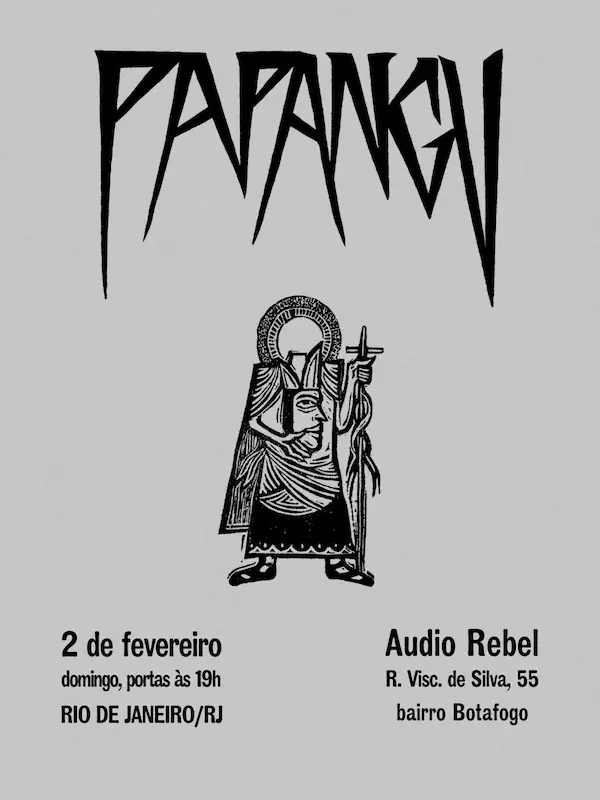 PAPANGU
2 de fevereiro
domingo, portas às 19h
RIO DE JANEIRO/RJ
Audio Rebel
R. Visc. de Silva, 55
bairro Botafogo